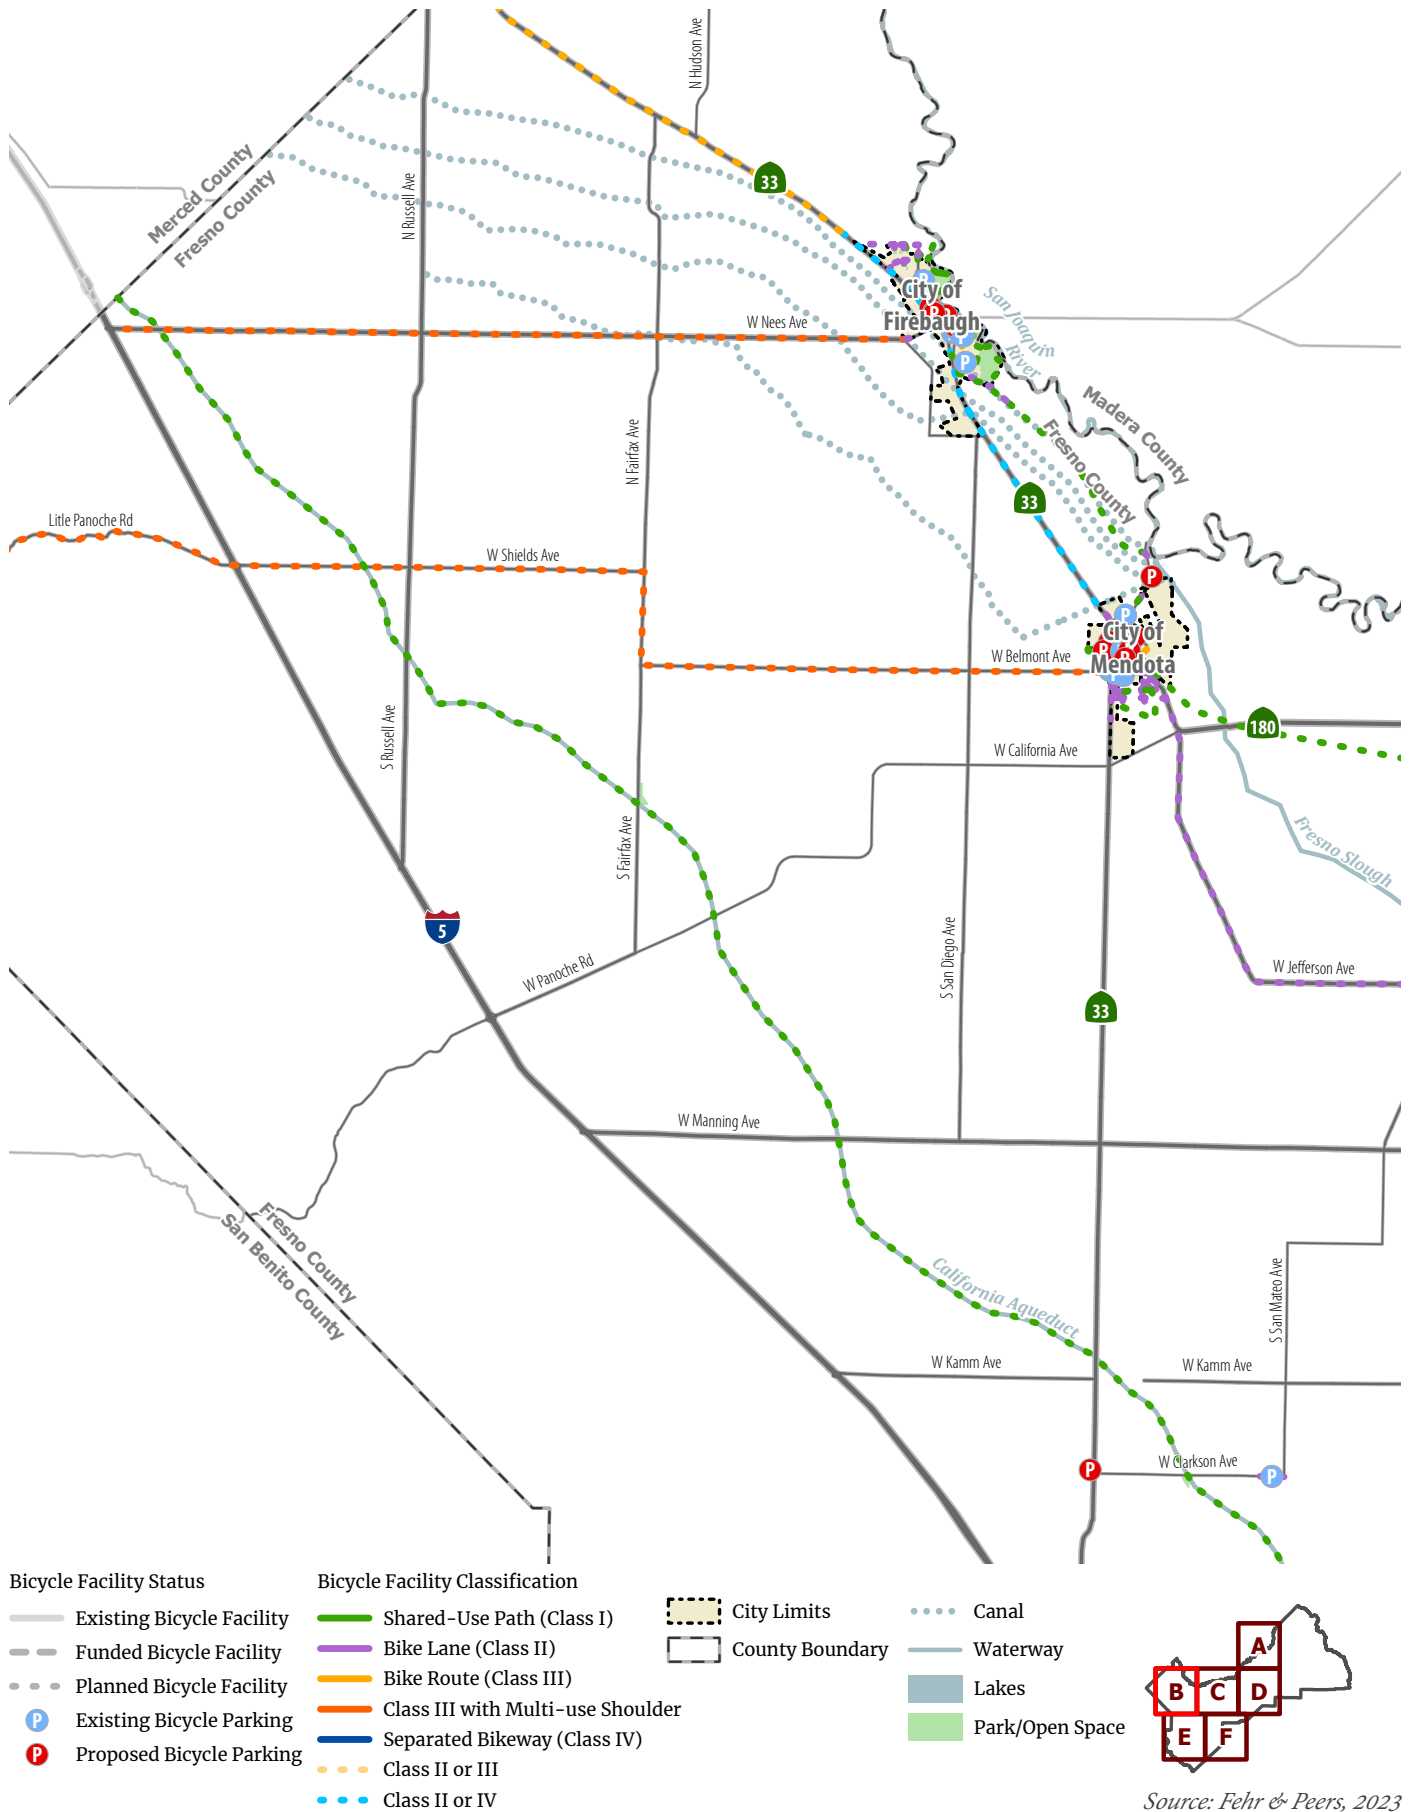 N Hudson Ave
33
Merced County
Fresno County
N Russell Ave
City of
Firebaugh
P
P
P
P
San Joaquin
River
W Nees Ave
Madera County
Fresno County
N Fairfax Ave
33
Litle Panoche Rd
W Shields Ave
P
P
City of
Mendota
P
P
W Belmont Ave
180
S Russell Ave
W California Ave
S Fairfax Ave
Fresno Slough
5
S San Diego Ave
W Panoche Rd
W Jefferson Ave
33
W Manning Ave
Fresno County
San Benito County
California Aqueduct
S San Mateo Ave
W Kamm Ave
W Kamm Ave
P
W Clarkson Ave
P
Bicycle Facility Status
Existing Bicycle Facility
Funded Bicycle Facility
Planned Bicycle Facility
P Existing Bicycle Parking
P Proposed Bicycle Parking
Bicycle Facility Classification
Shared-Use Path (Class I)
Bike Lane (Class II)
Bike Route (Class III)
Class III with Multi-use Shoulder
Separated Bikeway (Class IV)
Class II or III
Class II or IV
City Limits
County Boundary
Canal
Waterway
Lakes
Park/Open Space
A
B C D
E F
Source: Fehr & Peers, 2023